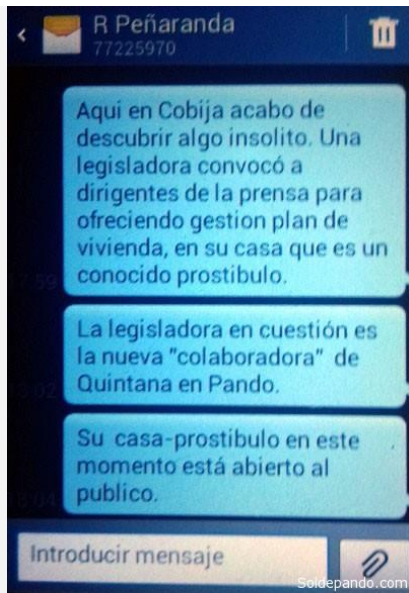 R Peñaranda
77225970
Aqui en Cobija acabo de
descubrir algo insolito. Una
legisladora convocó a
dirigentes de la prensa para
ofreciendo gestion plan de
vivienda, en su casa que es un
conocido prostibulo.
La legisladora en cuestión es
la nueva "colaboradora" de
Quintana en Pando.
Su casa-prostibulo en este
momento está abierto al
publico.
Introducir mensaje
Soldepando.com